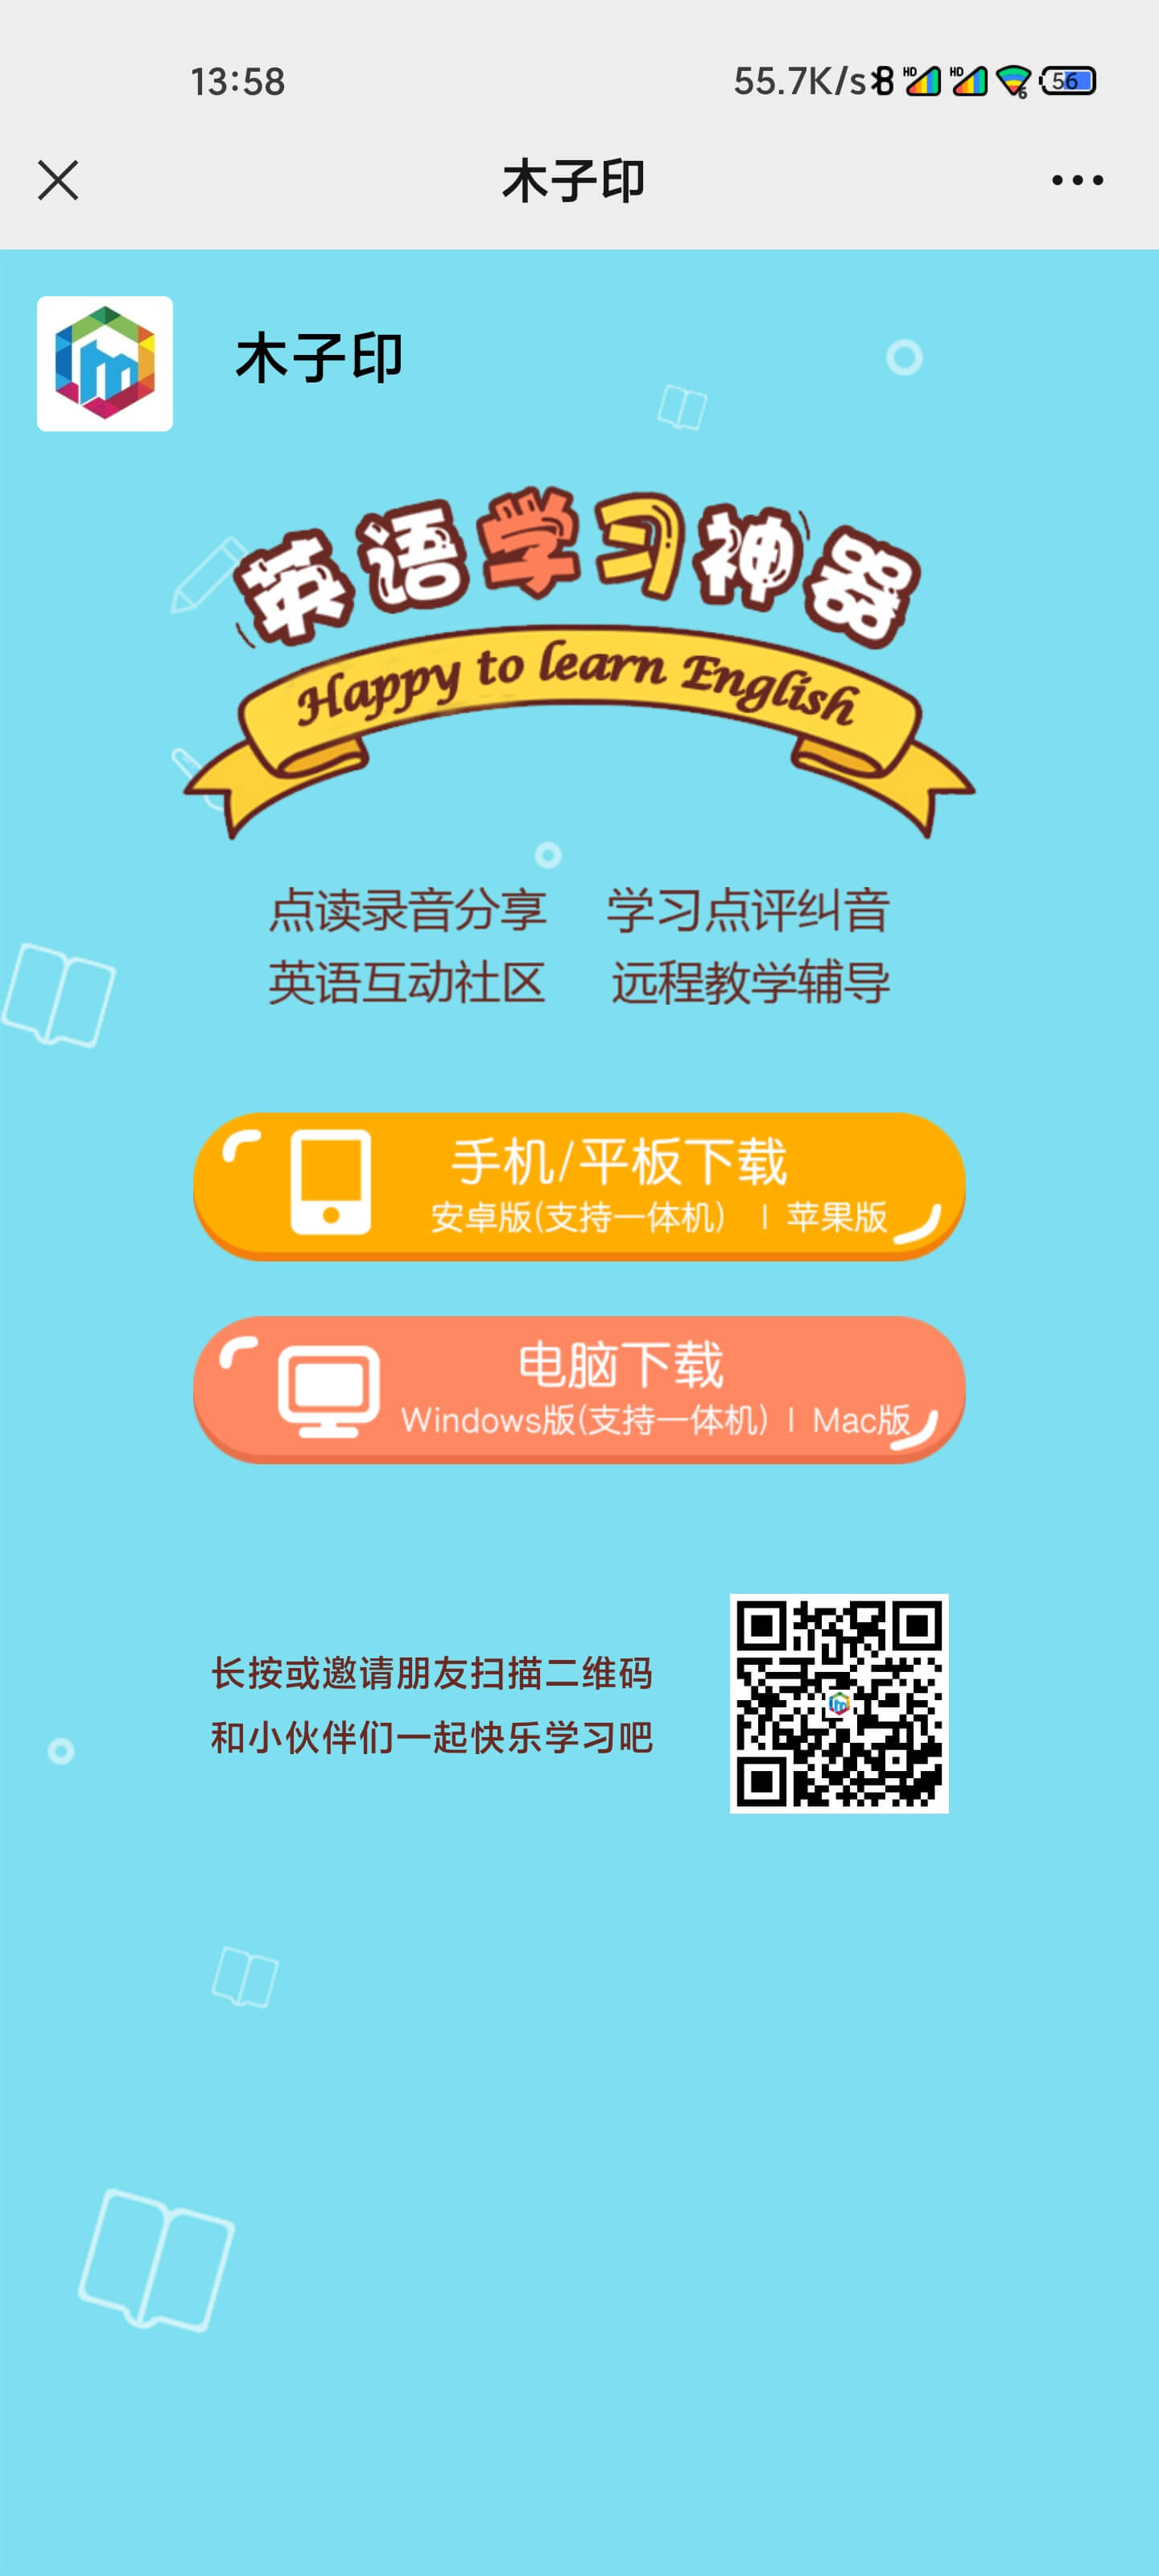 13:58 55.7K/s HD HD 6 56
木子印
木子印
英语学习神器
Happy to learn English
点读录音分享 学习点评纠音
英语互动社区 远程教学辅导
手机/平板下载
安卓版(支持一体机) | 苹果版
电脑下载
Windows版(支持一体机) | Mac版
长按或邀请朋友扫描二维码
和小伙伴们一起快乐学习吧